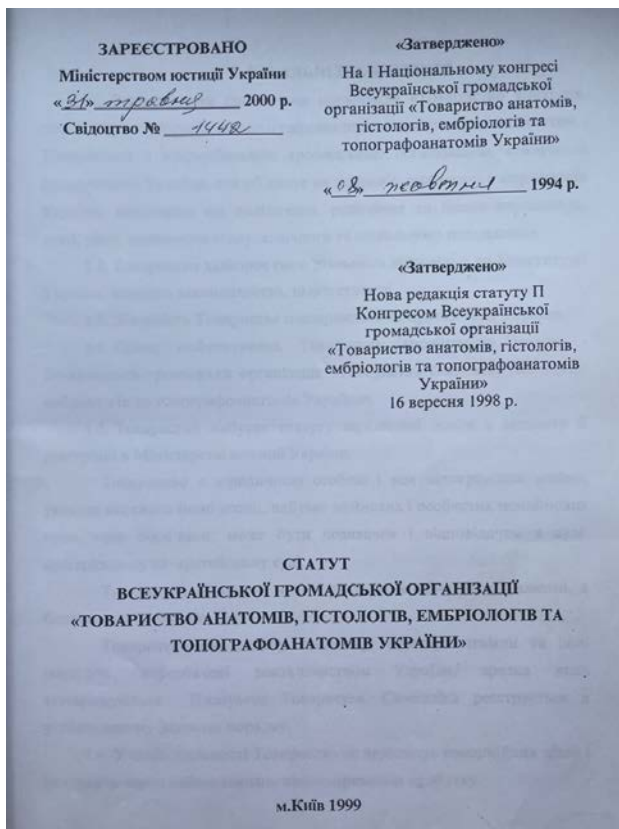 ЗАРЕЄСТРОВАНО
Міністерством юстиції України
«31» травня 2000 р.
Свідоцтво № 1442
«Затверджено»
На І Національному конгресі
Всеукраїнської громадської
організації «Товариство анатомів,
гістологів, ембріологів та
топографоанатомів України»
«08» жовтня 1994 р.
«Затверджено»
Нова редакція статуту П
Конгресом Всеукраїнської
громадської організації
«Товариство анатомів, гістологів,
ембріологів та топографоанатомів
України»
16 вересня 1998 р.
СТАТУТ
ВСЕУКРАЇНСЬКОЇ ГРОМАДСЬКОЇ ОРГАНІЗАЦІЇ
«ТОВАРИСТВО АНАТОМІВ, ГІСТОЛОГІВ, ЕМБРІОЛОГІВ ТА
ТОПОГРАФОАНАТОМІВ УКРАЇНИ»
м.Київ 1999